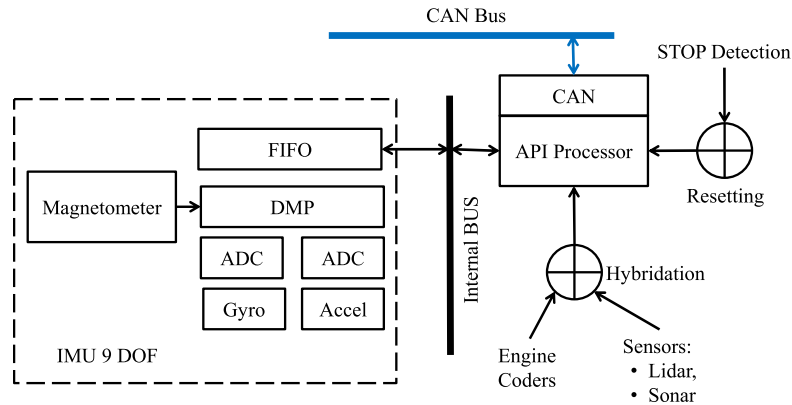 CAN Bus
STOP Detection
CAN
API Processor
Resetting
FIFO
Magnetometer
DMP
ADC
ADC
Gyro
Accel
IMU 9 DOF
Internal BUS
Hybridation
Engine
Coders
Sensors:
• Lidar,
• Sonar